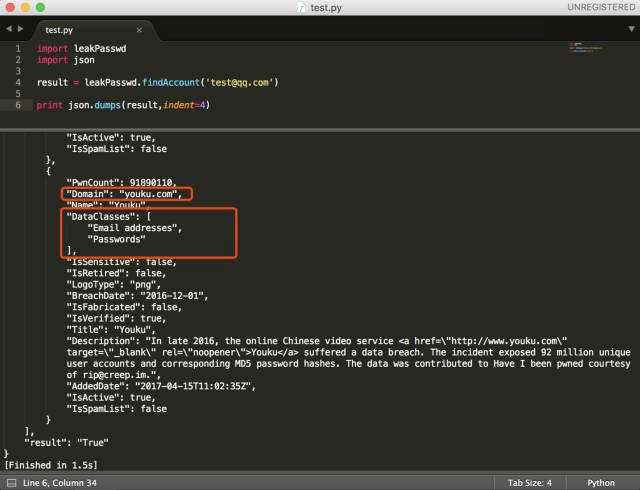 test.py
UNREGISTERED
test.py
1 import leakPasswd
2 import json
3
4 result = leakPasswd.findAccount('test@qq.com')
5
6 print json.dumps(result,indent=4)
"IsActive": true,
"IsSpamList": false
},
{
"PwnCount": 91890110,
"Domain": "youku.com",
"Name": "Youku",
"DataClasses": [
"Email addresses",
"Passwords"
],
"IsSensitive": false,
"IsRetired": false,
"LogoType": "png",
"BreachDate": "2016-12-01",
"IsFabricated": false,
"IsVerified": true,
"Title": "Youku",
"Description": "In late 2016, the online Chinese video service <a href=\"http://www.youku.com\"
target=\"_blank\" rel=\"noopener\">Youku</a> suffered a data breach. The incident exposed 92 million unique
user accounts and corresponding MD5 password hashes. The data was contributed to Have I been pwned courtesy
of rip@creep.im.",
"AddedDate": "2017-04-15T11:02:35Z",
"IsActive": true,
"IsSpamList": false
}
],
"result": "True"
}
[Finished in 1.5s]
Line 6, Column 34
Tab Size: 4
Python